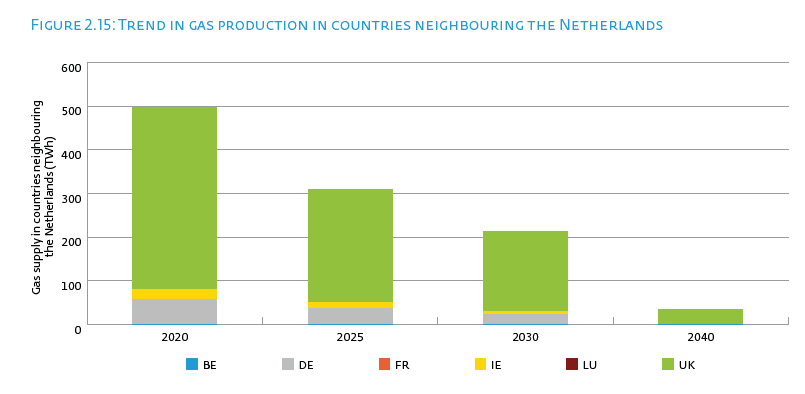 Figure 2.15: Trend in gas production in countries neighbouring the Netherlands
Gas supply in countries neighbouring
the Netherlands (TWh)
600
500
400
300
200
100
0
2020 2025 2030 2040
BE DE FR IE LU UK